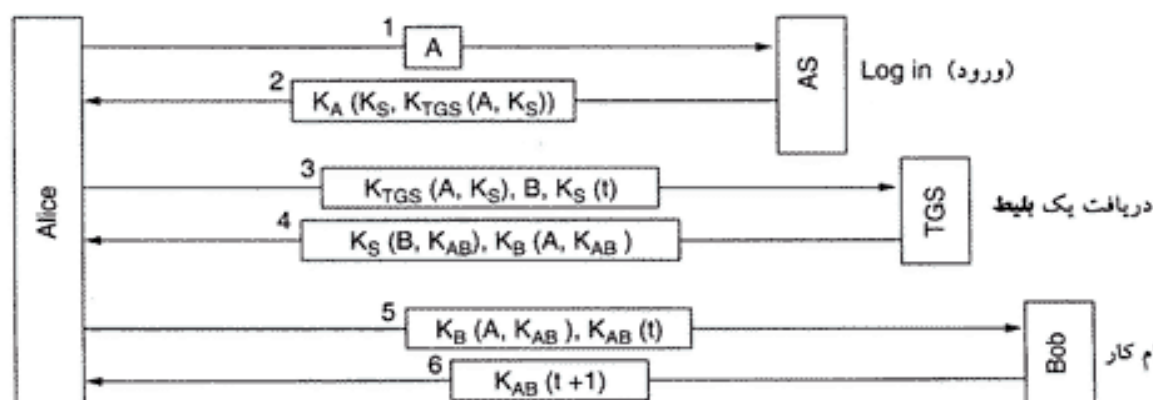 Alice
1
A
AS
Log in (ورود)
2
K_A (K_S, K_TGS (A, K_S))
3
K_TGS (A, K_S), B, K_S (t)
TGS
دریافت یک بلیط
4
K_S (B, K_AB), K_B (A, K_AB )
5
K_B (A, K_AB ), K_AB (t)
Bob
م کار
6
K_AB (t +1)